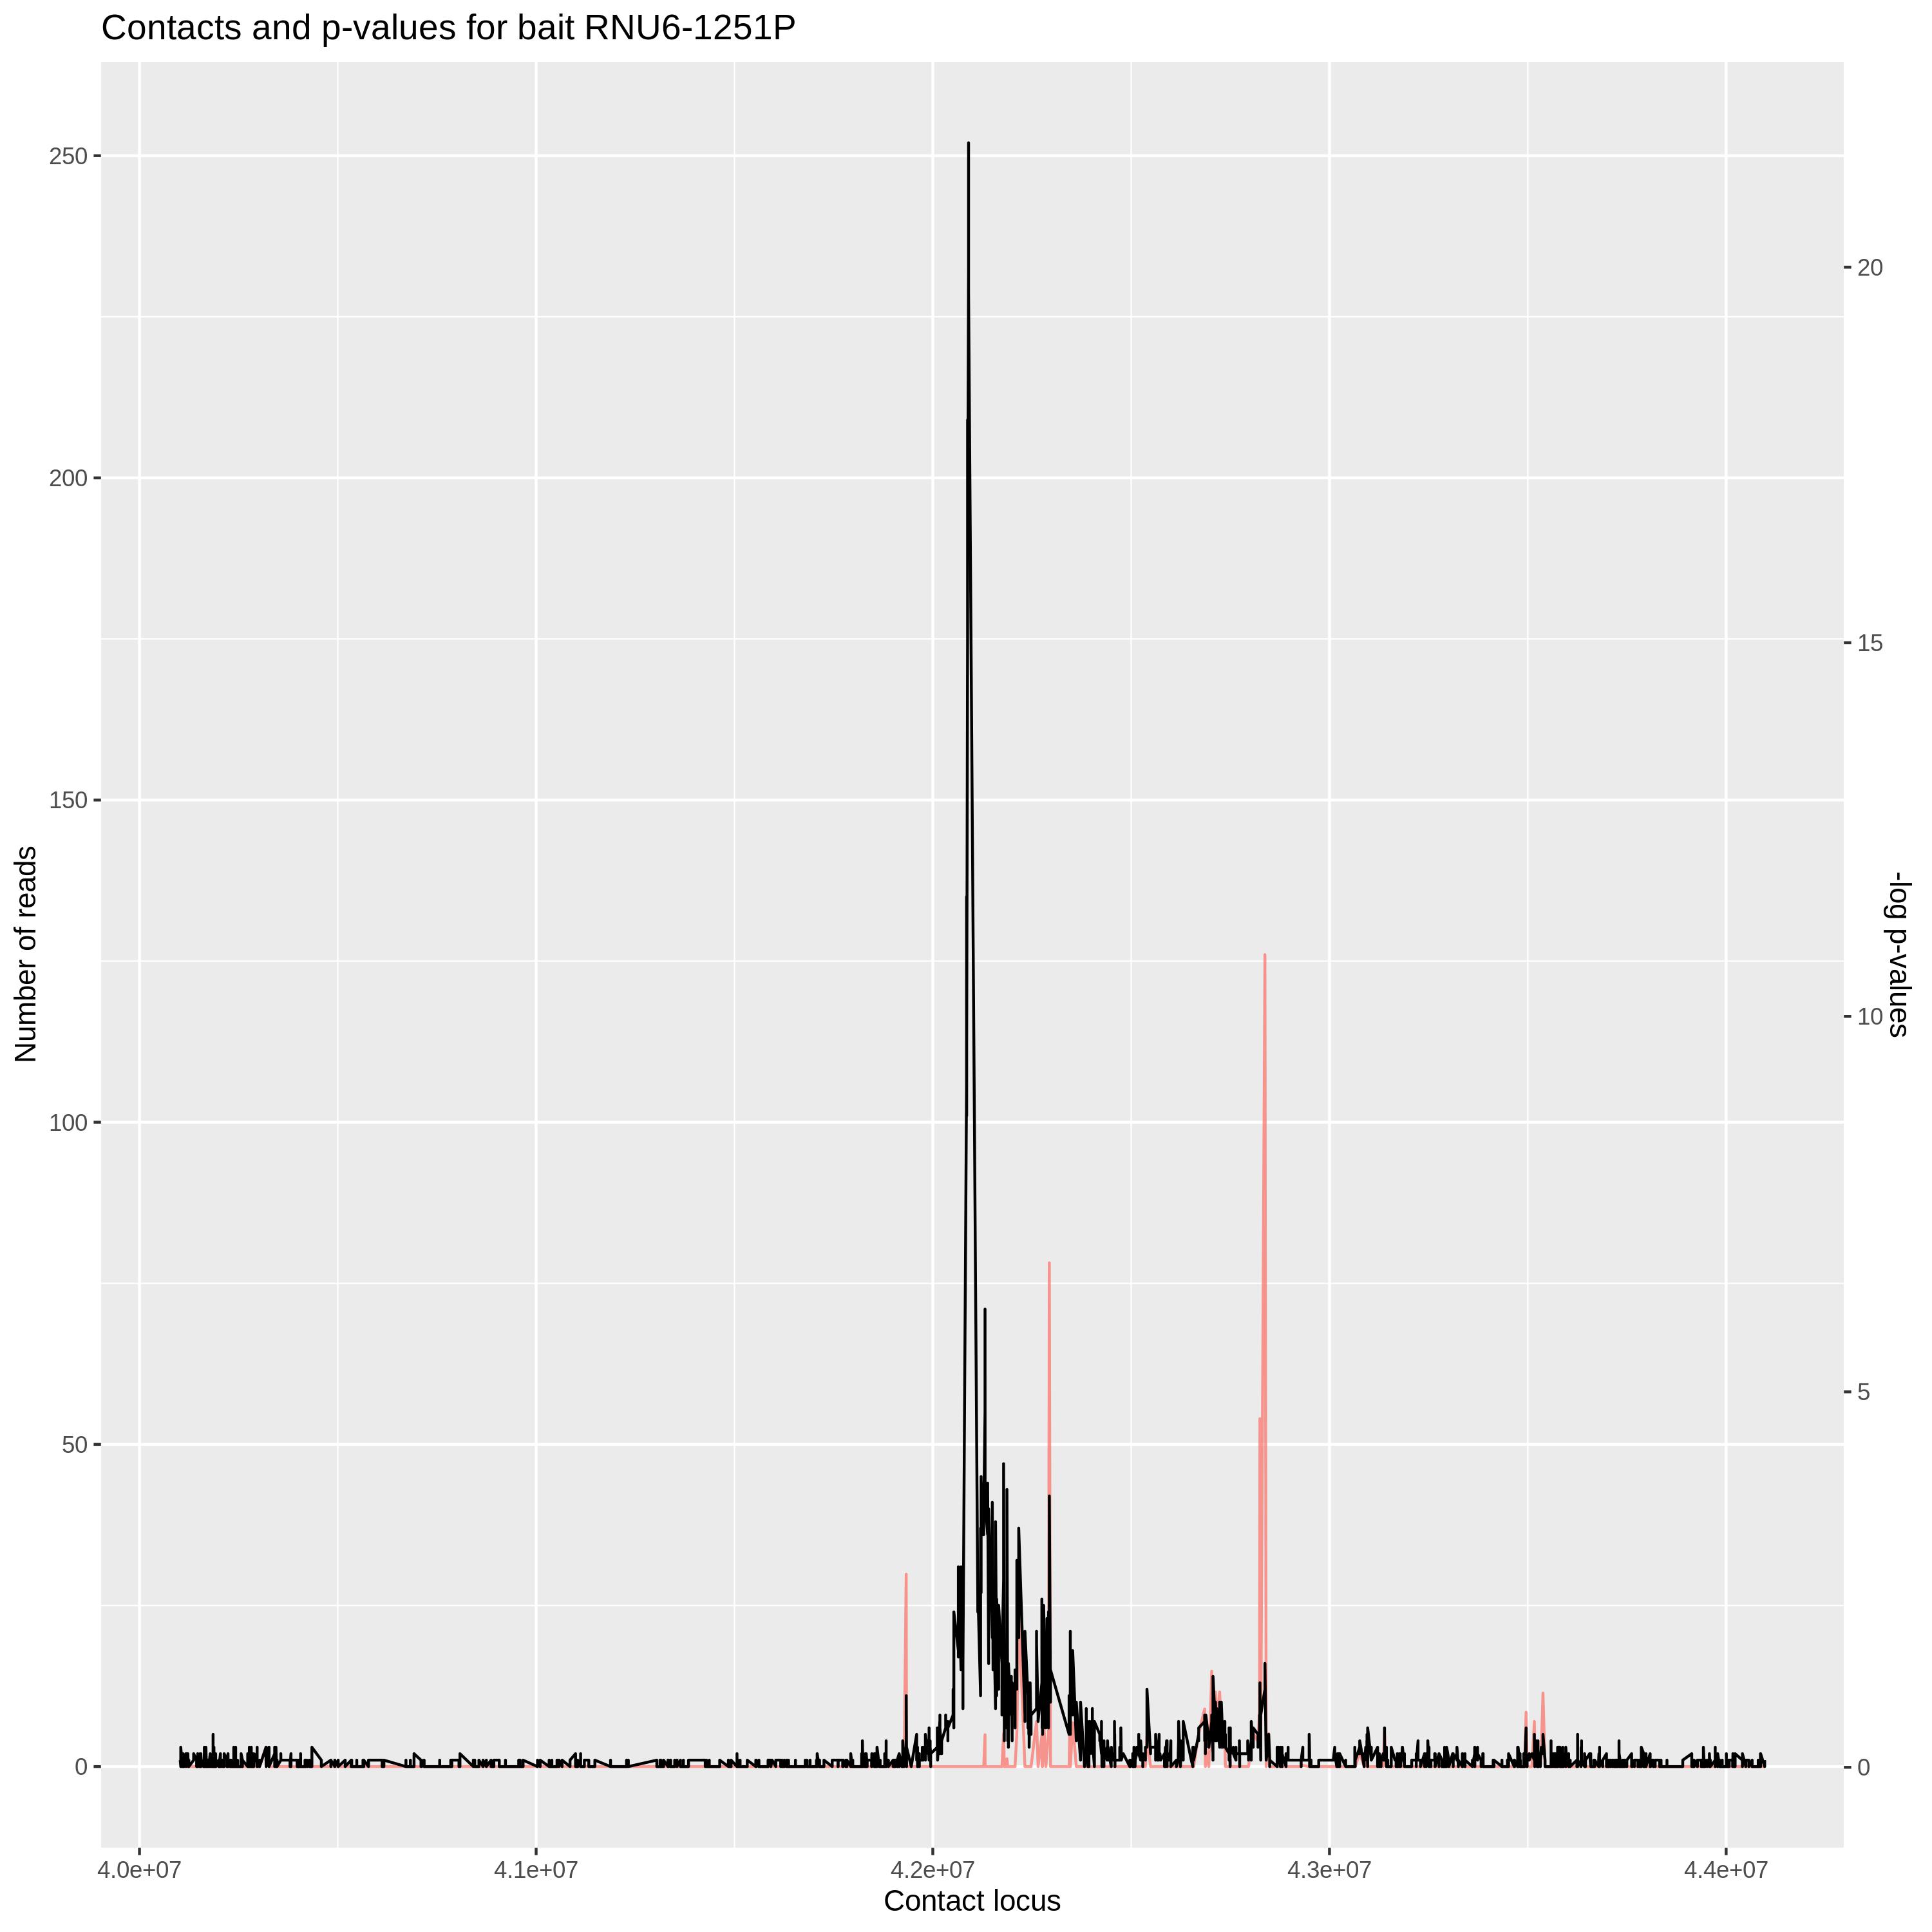 Contacts and p-values for bait RNU6-1251P
250
200
150
100
50
0
20
15
10
5
0
Number of reads
-log p-values
4.0e+07
4.1e+07
4.2e+07
4.3e+07
4.4e+07
Contact locus